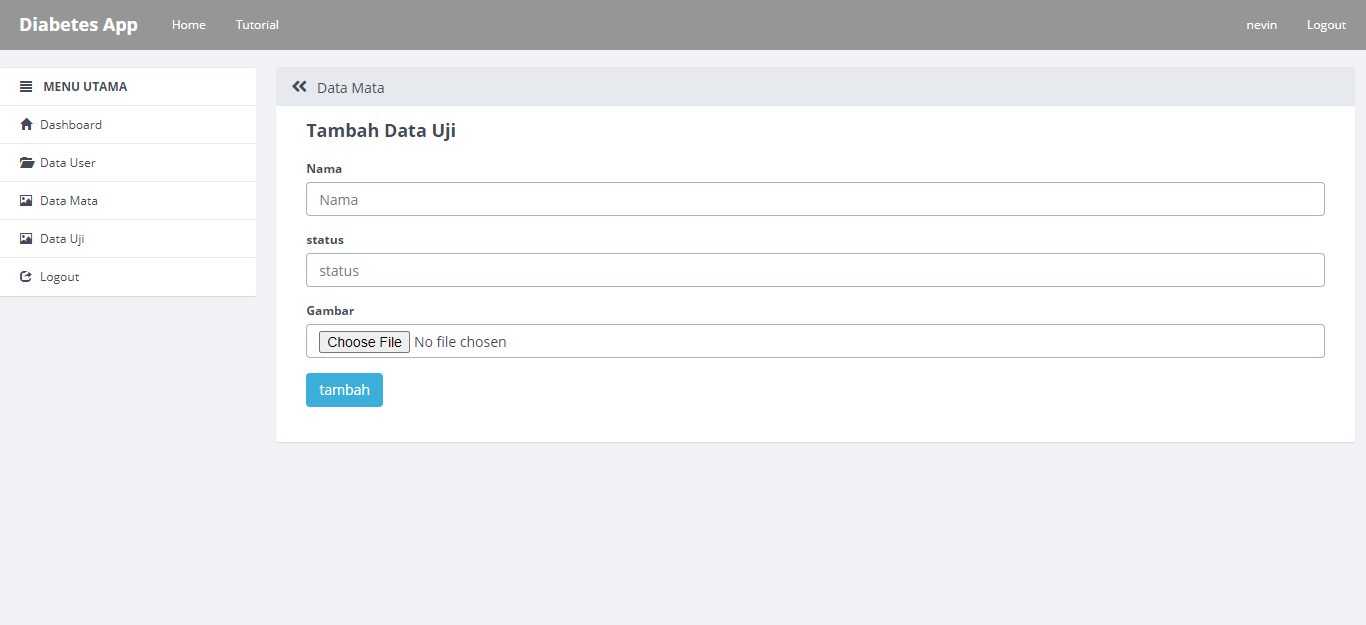 Diabetes App Home Tutorial nevin Logout
MENU UTAMA
Dashboard
Data User
Data Mata
Data Uji
Logout
Data Mata
Tambah Data Uji
Nama
Nama
status
status
Gambar
Choose File No file chosen
tambah